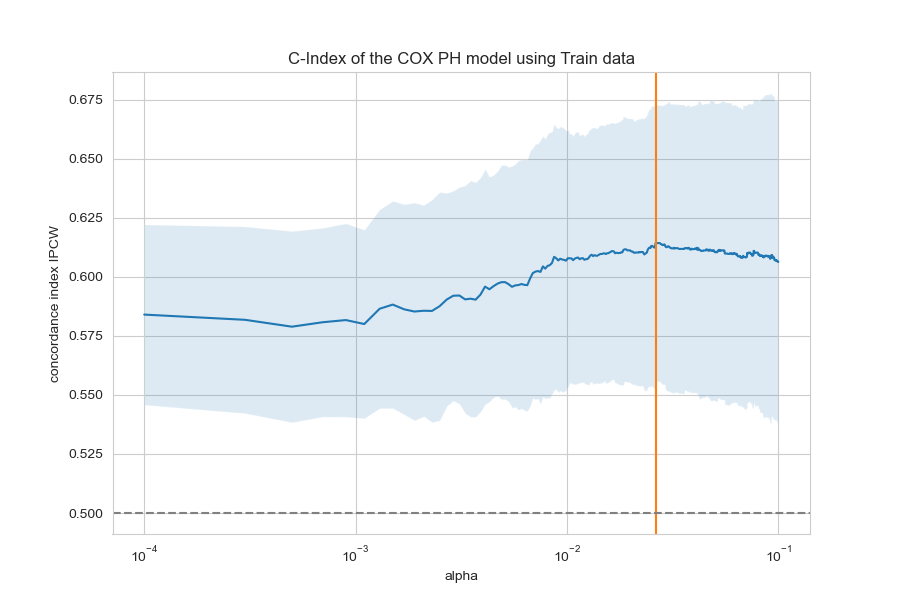 C-Index of the COX PH model using Train data
concordance index IPCW
0.675
0.650
0.625
0.600
0.575
0.550
0.525
0.500
10⁻⁴ 10⁻³ 10⁻² 10⁻¹
alpha